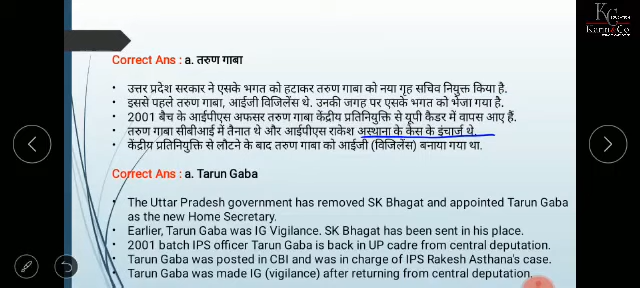 Karin&Co
Correct Ans : a. तरुण गाबा
• उत्तर प्रदेश सरकार ने एसके भगत को हटाकर तरुण गाबा को नया गृह सचिव नियुक्त किया है.
• इससे पहले तरुण गाबा, आईजी विजिलेंस थे. उनकी जगह पर एसके भगत को भेजा गया है.
• 2001 बैच के आईपीएस अफसर तरुण गाबा केंद्रीय प्रतिनियुक्ति से यूपी कैडर में वापस आए हैं.
• तरुण गाबा सीबीआई में तैनात थे और आईपीएस राकेश अस्थाना के केस के इंचार्ज थे.
• केंद्रीय प्रतिनियुक्ति से लौटने के बाद तरुण गाबा को आईजी (विजिलेंस) बनाया गया था.
Correct Ans : a. Tarun Gaba
• The Uttar Pradesh government has removed SK Bhagat and appointed Tarun Gaba
as the new Home Secretary.
• Earlier, Tarun Gaba was IG Vigilance. SK Bhagat has been sent in his place.
• 2001 batch IPS officer Tarun Gaba is back in UP cadre from central deputation.
• Tarun Gaba was posted in CBI and was in charge of IPS Rakesh Asthana's case.
• Tarun Gaba was made IG (vigilance) after returning from central deputation.